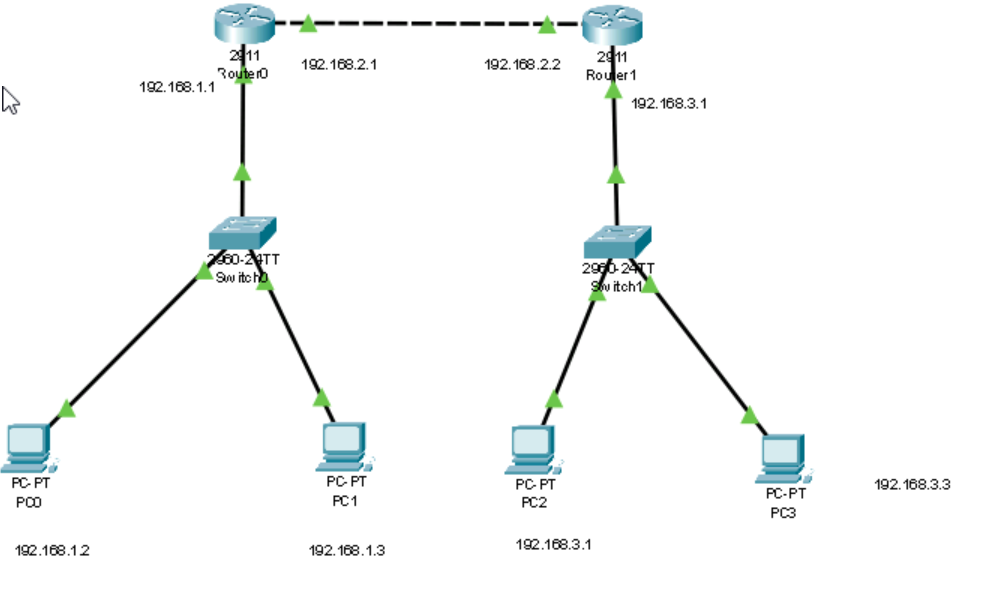 2911
Router0
192.168.1.1
192.168.2.1
192.168.2.2
2911
Router1
192.168.3.1
2960-24TT
Switch0
2960-24TT
Switch1
PC-PT
PC0
PC-PT
PC1
PC-PT
PC2
PC-PT
PC3
192.168.3.3
192.168.1.2
192.168.1.3
192.168.3.1